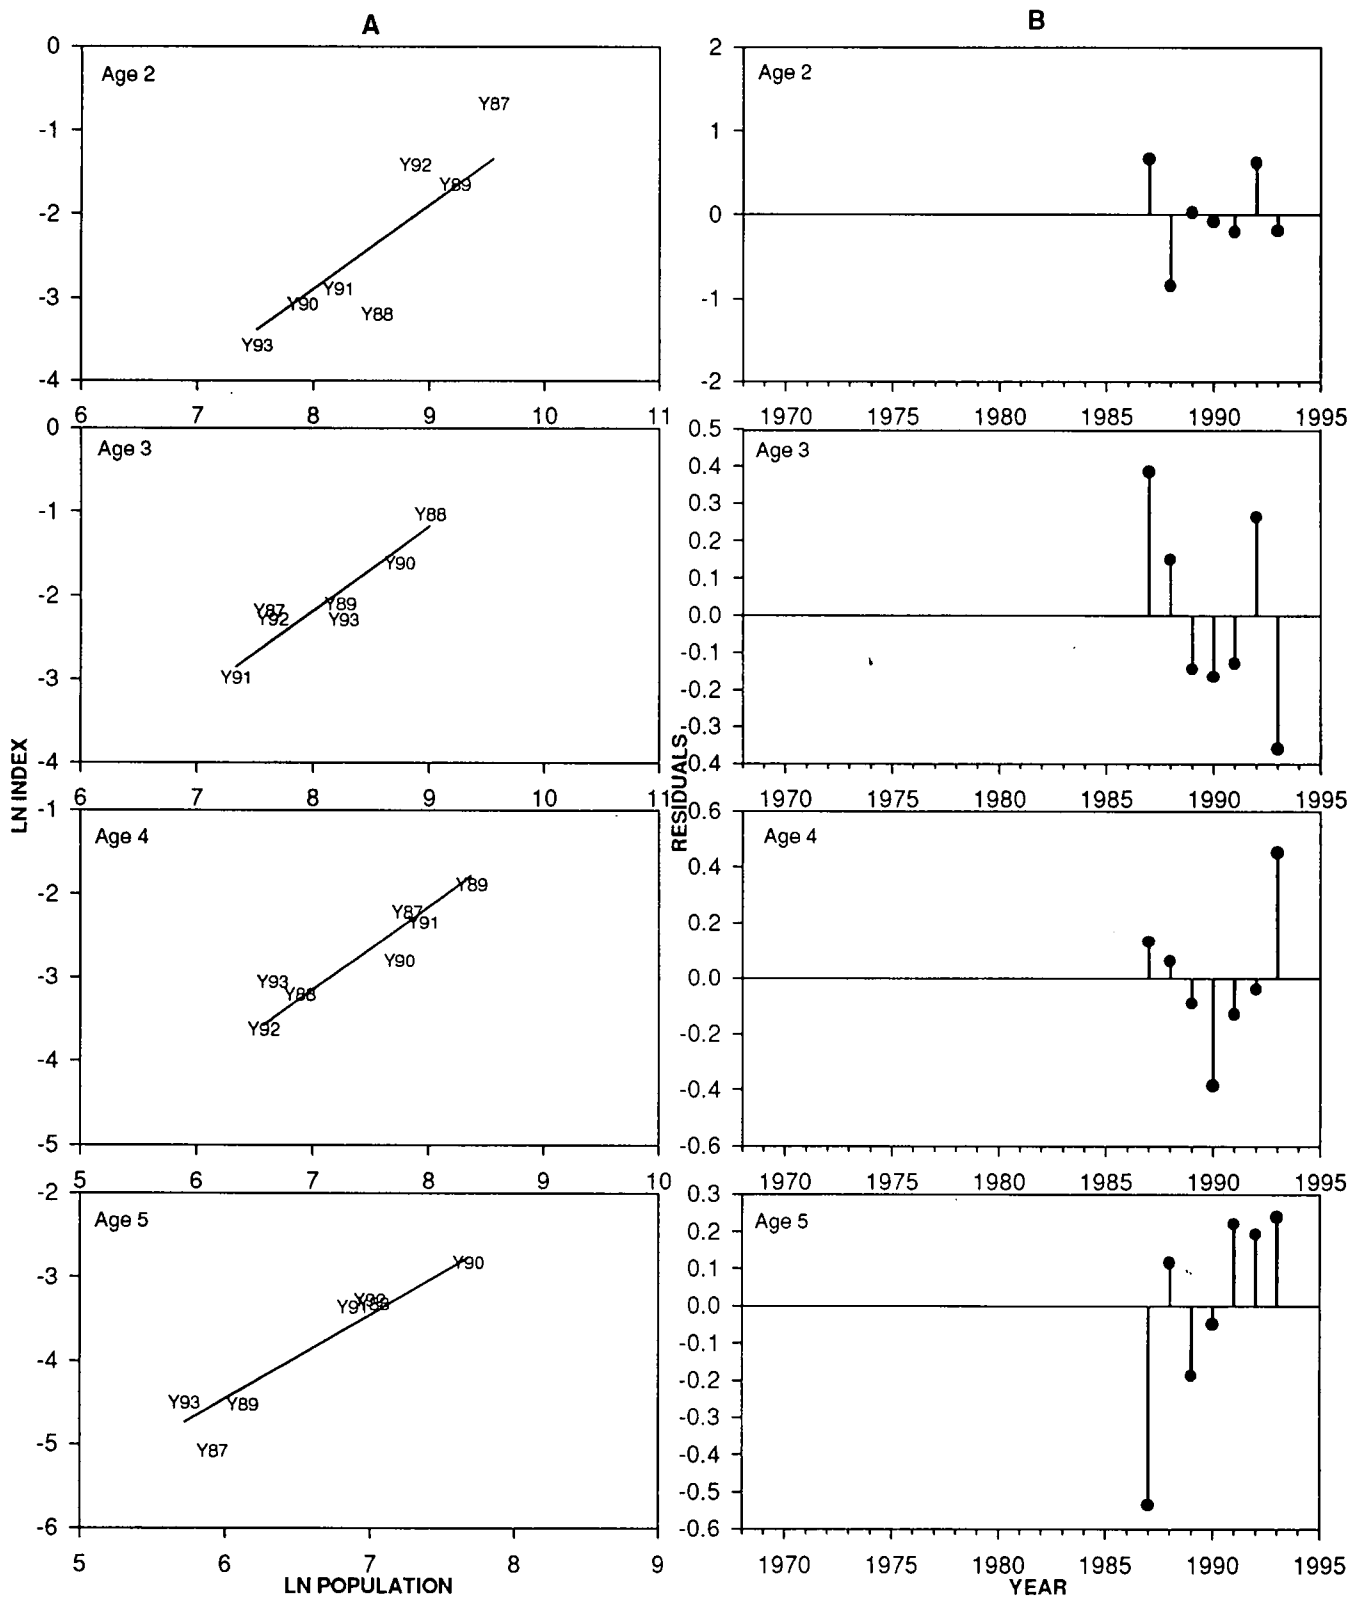 A
B
0
-1
-2
-3
-4
Age 2
Y87
Y92
Y89
Y91
Y90
Y88
Y93
6 7 8 9 10 11
2
1
0
-1
-2
Age 2
1970 1975 1980 1985 1990 1995
0
-1
-2
-3
-4
Age 3
Y88
Y90
Y89
Y87
Y92
Y93
Y91
6 7 8 9 10 11
0.5
0.4
0.3
0.2
0.1
0.0
-0.1
-0.2
-0.3
0.4
Age 3
1970 1975 1980 1985 1990 1995
LN INDEX
RESIDUALS
-1
-2
-3
-4
-5
Age 4
Y89
Y87
Y91
Y90
Y93
Y88
Y92
5 6 7 8 9 10
0.6
0.4
0.2
0.0
-0.2
-0.4
-0.6
Age 4
1970 1975 1980 1985 1990 1995
-2
-3
-4
-5
-6
Age 5
Y90
Y91
Y93
Y89
Y87
5 6 7 8 9
LN POPULATION
0.3
0.2
0.1
0.0
-0.1
-0.2
-0.3
-0.4
-0.5
-0.6
Age 5
1970 1975 1980 1985 1990 1995
YEAR